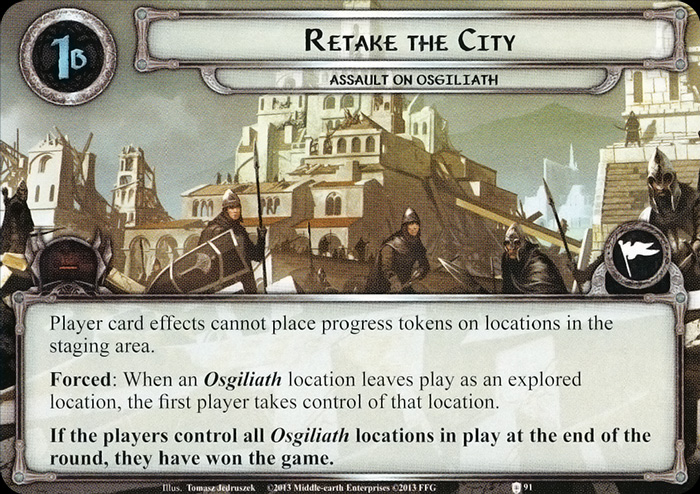 1B
RETAKE THE CITY
ASSAULT ON OSGILIATH
Player card effects cannot place progress tokens on locations in the
staging area.
Forced: When an Osgiliath location leaves play as an explored
location, the first player takes control of that location.
If the players control all Osgiliath locations in play at the end of the
round, they have won the game.
Illus. Tomasz Jedruszek ©2013 Middle-earth Enterprises ©2013 FFG 91